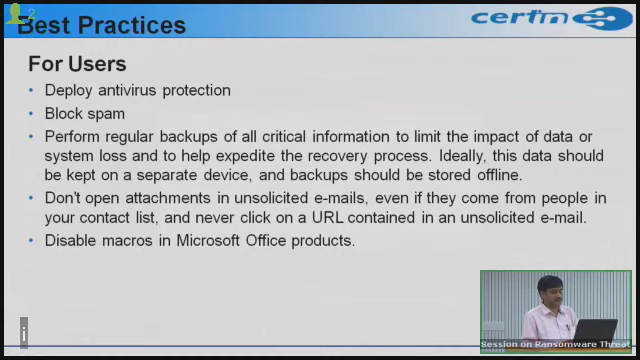 2
Best Practices
certin
For Users
• Deploy antivirus protection
• Block spam
• Perform regular backups of all critical information to limit the impact of data or
system loss and to help expedite the recovery process. Ideally, this data should
be kept on a separate device, and backups should be stored offline.
• Don't open attachments in unsolicited e-mails, even if they come from people in
your contact list, and never click on a URL contained in an unsolicited e-mail.
• Disable macros in Microsoft Office products.
i
Session on Ransomware Threat